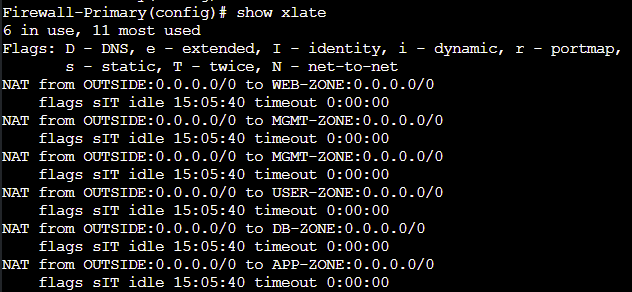 Firewall-Primary(config)# show xlate
6 in use, 11 most used
Flags: D - DNS, e - extended, I - identity, i - dynamic, r - portmap,
s - static, T - twice, N - net-to-net
NAT from OUTSIDE:0.0.0.0/0 to WEB-ZONE:0.0.0.0/0
flags sIT idle 15:05:40 timeout 0:00:00
NAT from OUTSIDE:0.0.0.0/0 to MGMT-ZONE:0.0.0.0/0
flags sIT idle 15:05:40 timeout 0:00:00
NAT from OUTSIDE:0.0.0.0/0 to MGMT-ZONE:0.0.0.0/0
flags sIT idle 15:05:40 timeout 0:00:00
NAT from OUTSIDE:0.0.0.0/0 to USER-ZONE:0.0.0.0/0
flags sIT idle 15:05:40 timeout 0:00:00
NAT from OUTSIDE:0.0.0.0/0 to DB-ZONE:0.0.0.0/0
flags sIT idle 15:05:40 timeout 0:00:00
NAT from OUTSIDE:0.0.0.0/0 to APP-ZONE:0.0.0.0/0
flags sIT idle 15:05:40 timeout 0:00:00